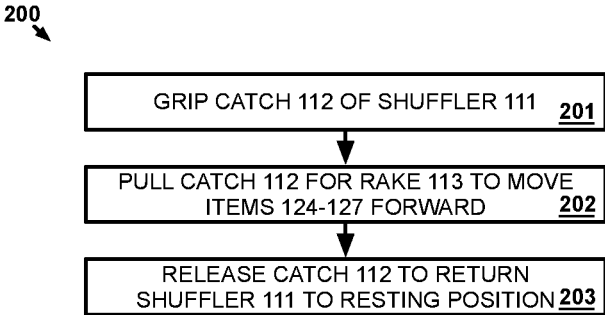 200
GRIP CATCH 112 OF SHUFFLER 111
201
PULL CATCH 112 FOR RAKE 113 TO MOVE
ITEMS 124-127 FORWARD
202
RELEASE CATCH 112 TO RETURN
SHUFFLER 111 TO RESTING POSITION
203